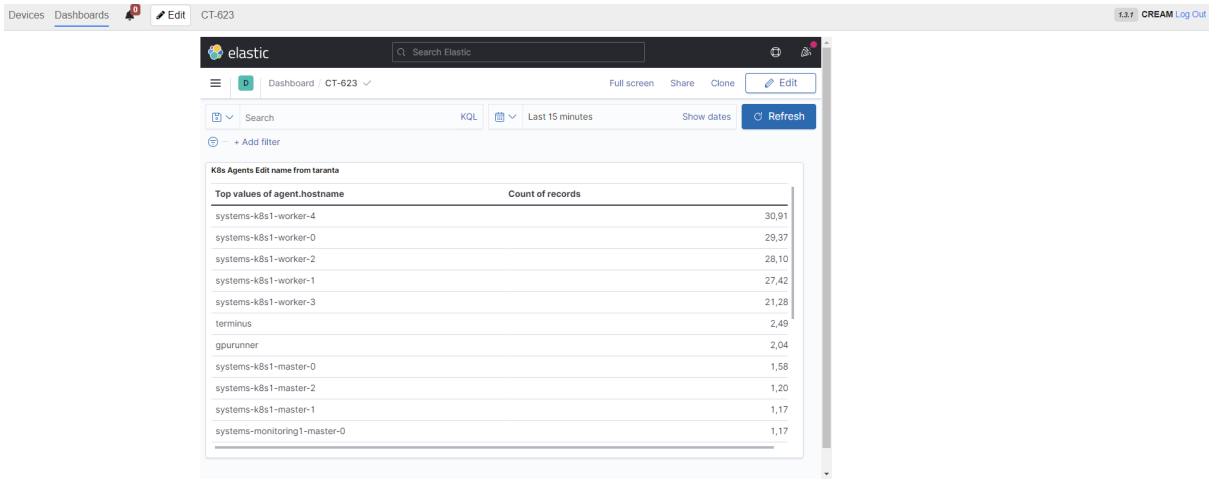 Devices Dashboards 0 Edit CT-623 1.3.1 CREAM Log Out
elastic Search Elastic
D Dashboard / CT-623 Full screen Share Clone Edit
Search KQL Last 15 minutes Show dates Refresh
+ Add filter
K8s Agents Edit name from taranta
Top values of agent.hostname Count of records
systems-k8s1-worker-4 30,91
systems-k8s1-worker-0 29,37
systems-k8s1-worker-2 28,10
systems-k8s1-worker-1 27,42
systems-k8s1-worker-3 21,28
terminus 2,49
gpurunner 2,04
systems-k8s1-master-0 1,58
systems-k8s1-master-2 1,20
systems-k8s1-master-1 1,17
systems-monitoring1-master-0 1,17